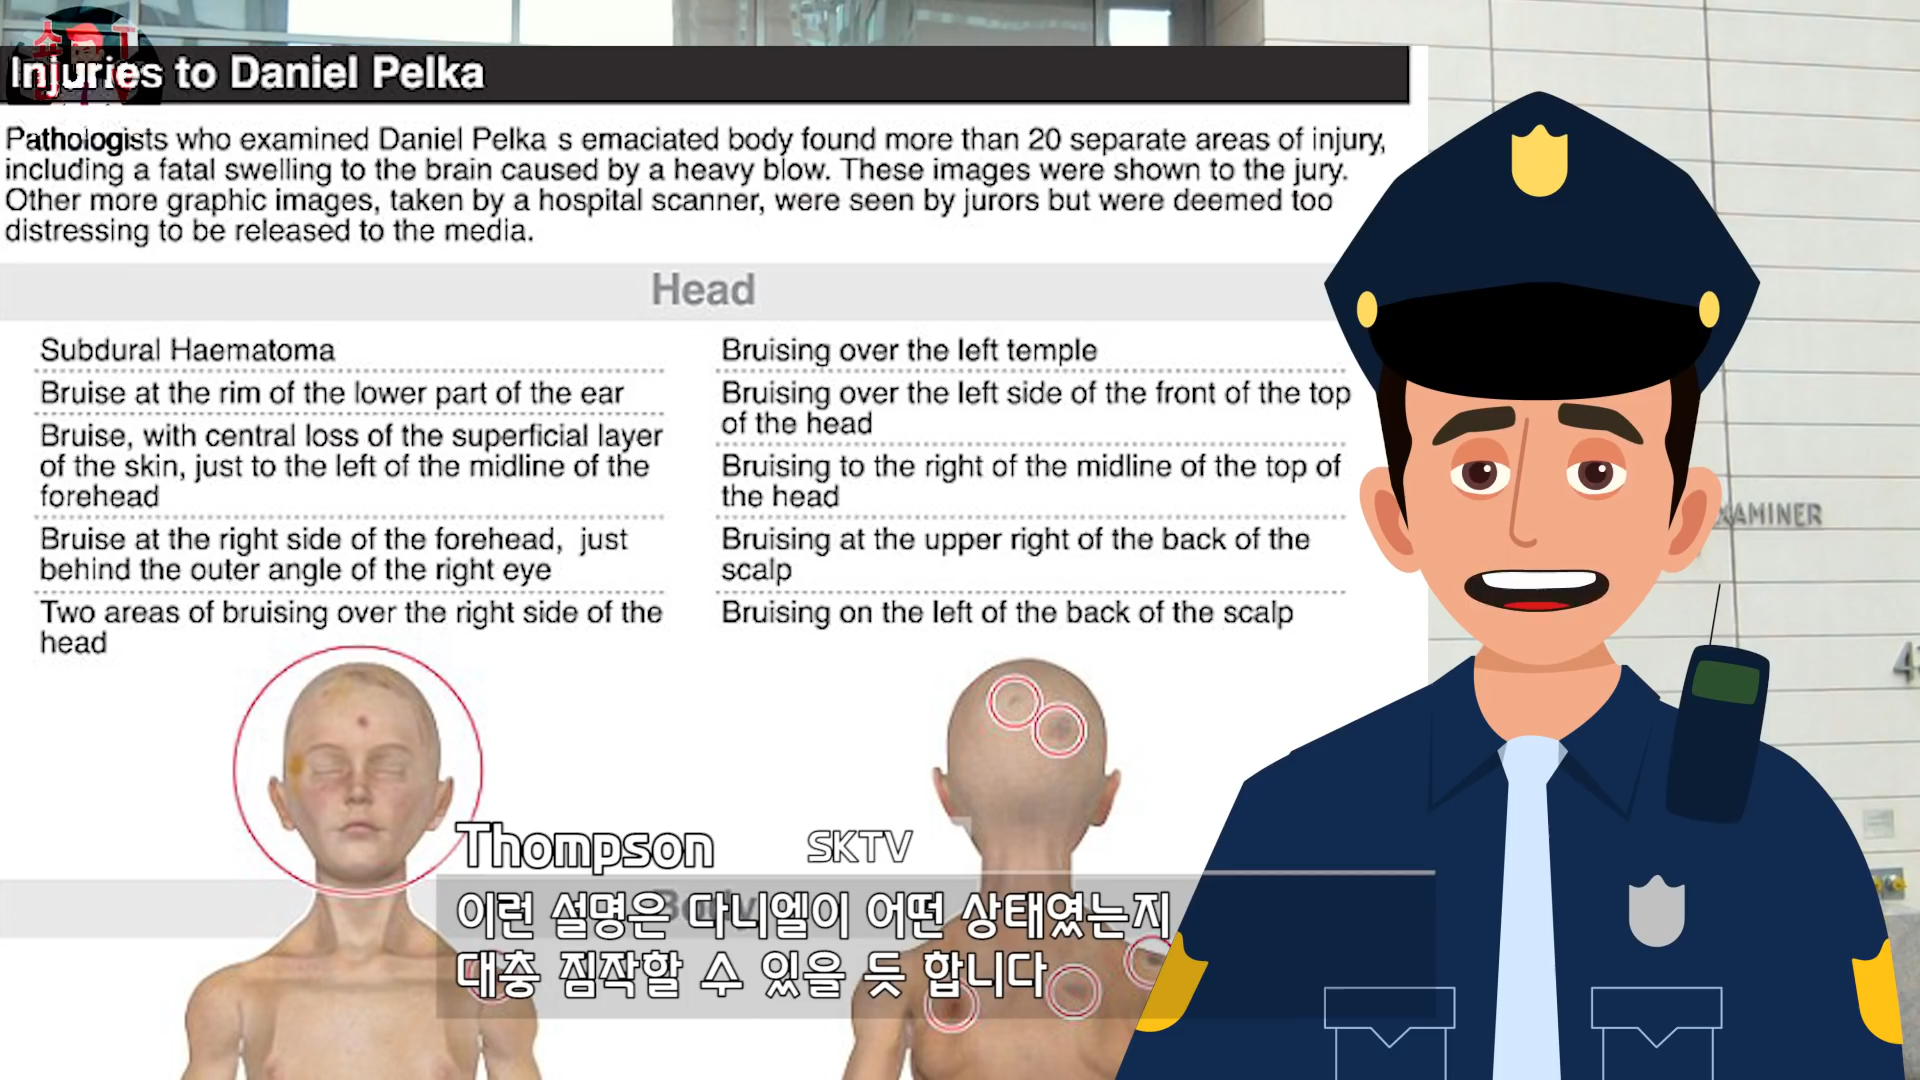 Injuries to Daniel Pelka
Pathologists who examined Daniel Pelka s emaciated body found more than 20 separate areas of injury,
including a fatal swelling to the brain caused by a heavy blow. These images were shown to the jury.
Other more graphic images, taken by a hospital scanner, were seen by jurors but were deemed too
distressing to be released to the media.
Head
Subdural Haematoma
Bruise at the rim of the lower part of the ear
Bruise, with central loss of the superficial layer
of the skin, just to the left of the midline of the
forehead
Bruise at the right side of the forehead, just
behind the outer angle of the right eye
Two areas of bruising over the right side of the
head
Bruising over the left temple
Bruising over the left side of the front of the top
of the head
Bruising to the right of the midline of the top of
the head
Bruising at the upper right of the back of the
scalp
Bruising on the left of the back of the scalp
Body
Thompson
SKTV
이런 설명은 다니엘이 어떤 상태였는지
대충 짐작할 수 있을 듯 합니다